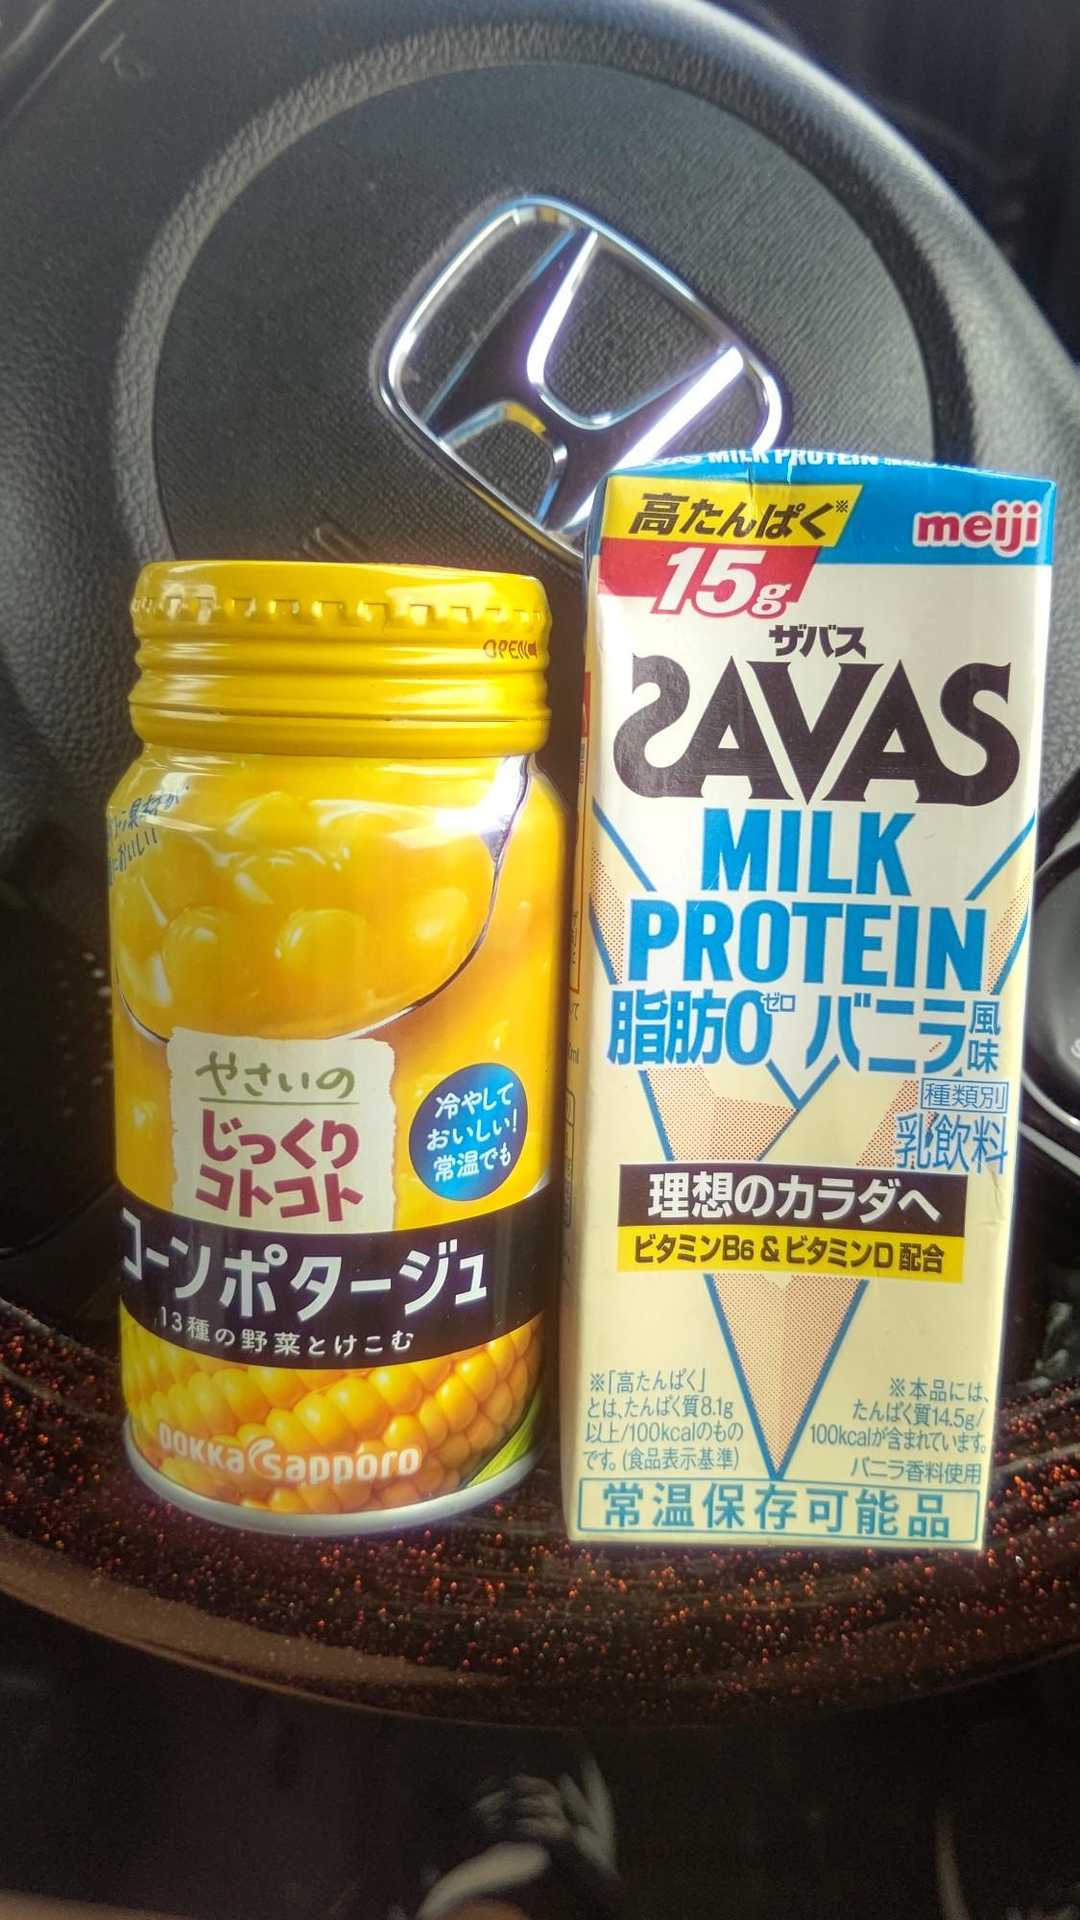 OPEN
おいしい
やさいの
じっくり
コトコト
冷やして
おいしい!
常温でも
コーンポタージュ
13種の野菜とけこむ
pokka sapporo
MILK PROTEIN
高たんぱく※
15g
meiji
ザバス
SAVAS
MILK
PROTEIN
脂肪0ゼロ バニラ風味
種類別
乳飲料
理想のカラダへ
ビタミンB6&ビタミンD配合
※「高たんぱく」
とは、たんぱく質8.1g
以上/100kcalのもの
です。(食品表示基準)
※本品には、
たんぱく質14.5g/
100kcalが含まれています。
バニラ香料使用
常温保存可能品